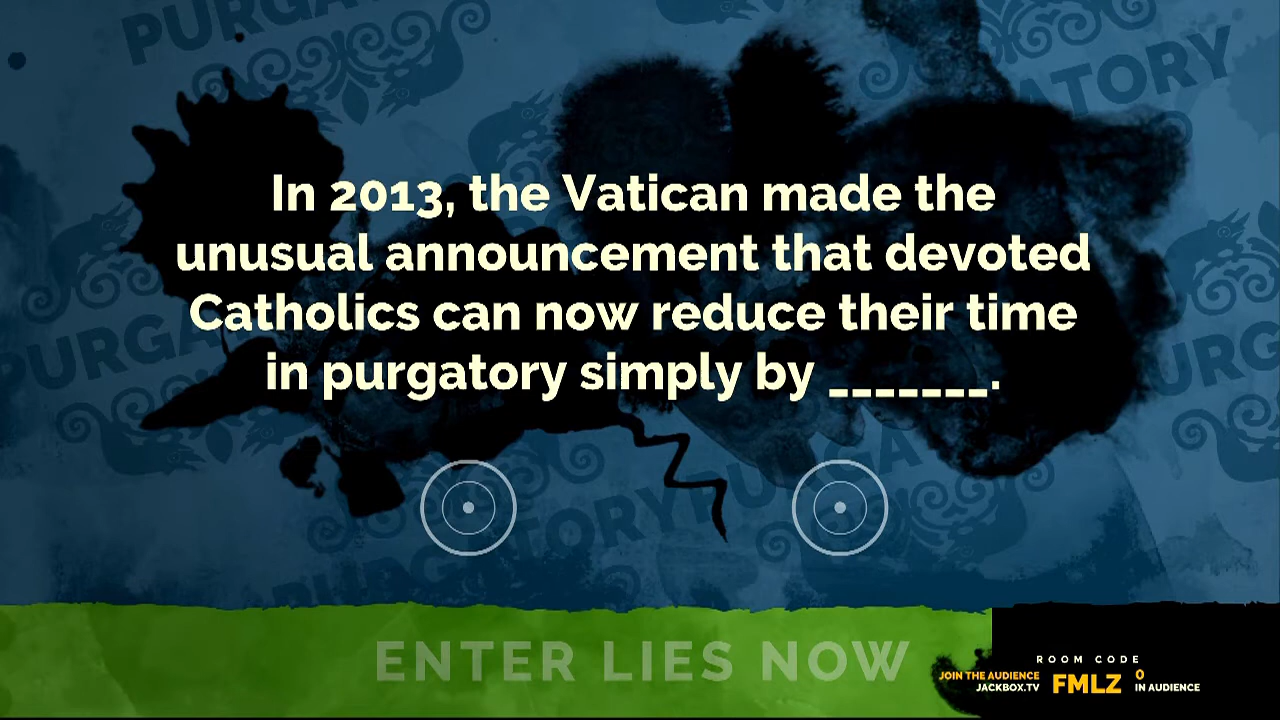 In 2013, the Vatican made the
unusual announcement that devoted
Catholics can now reduce their time
in purgatory simply by _______.
ENTER LIES NOW
ROOM CODE
JOIN THE AUDIENCE
JACKBOX.TV
FMLZ
0
IN AUDIENCE
PURGATORY